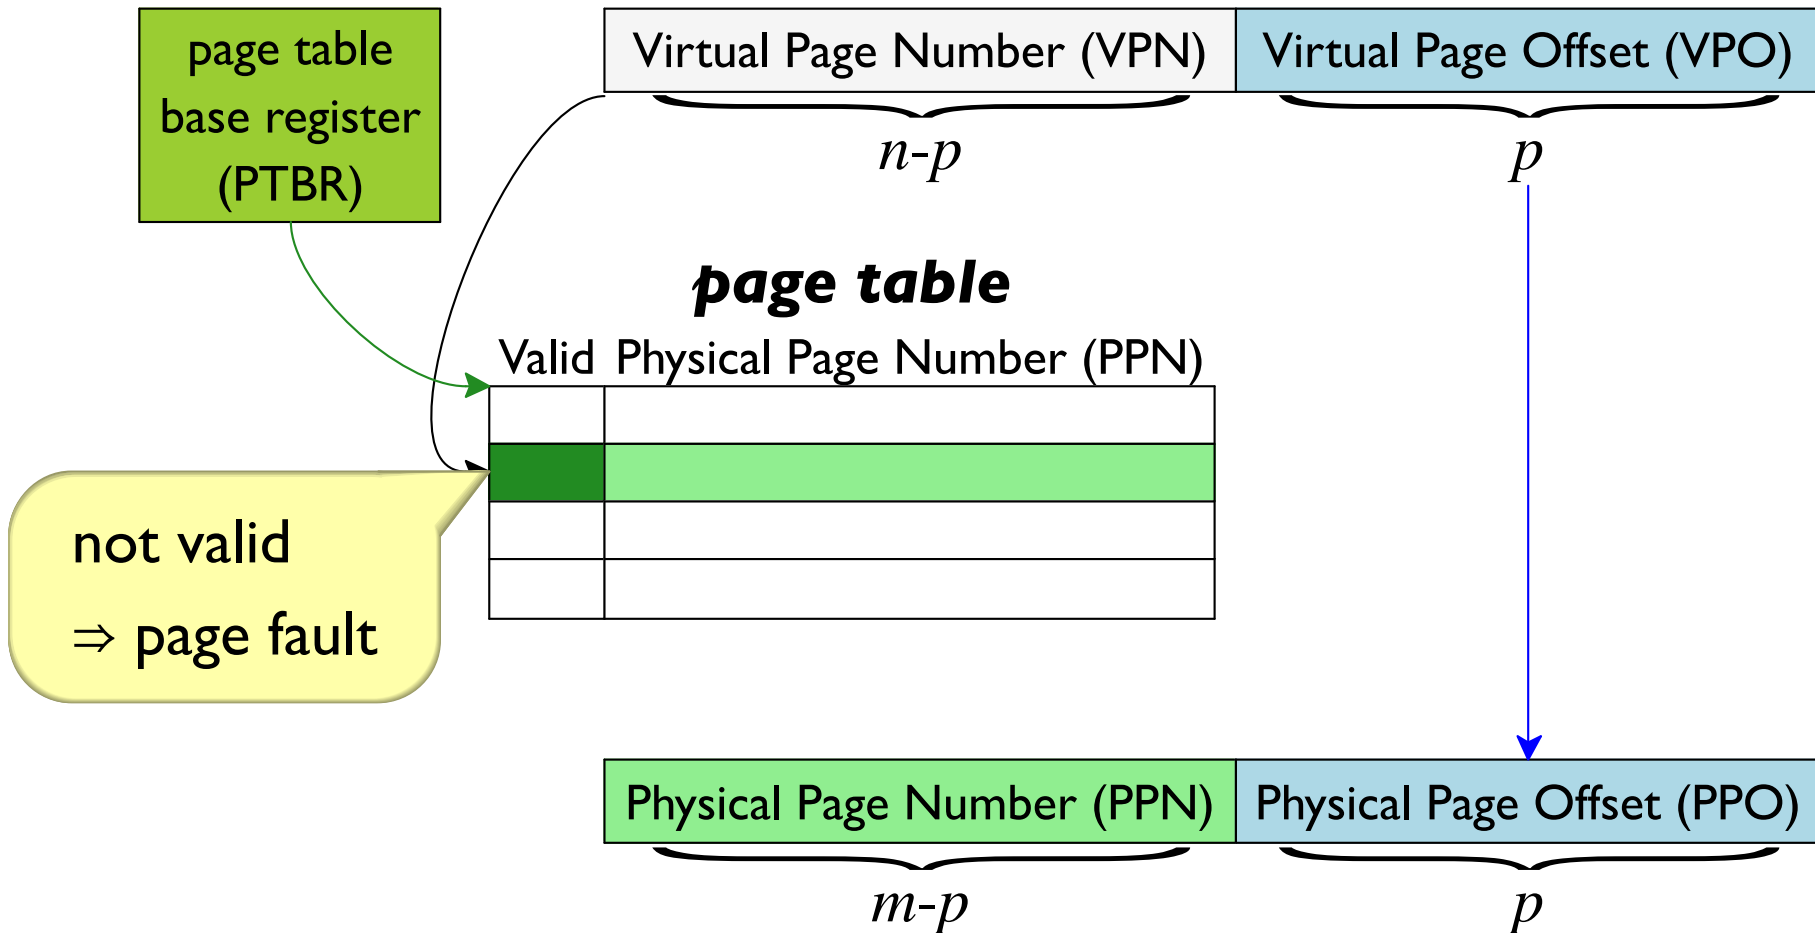 page table
base register
(PTBR)
Virtual Page Number (VPN) Virtual Page Offset (VPO)
n-p p
page table
Valid Physical Page Number (PPN)
not valid
⇒ page fault
Physical Page Number (PPN) Physical Page Offset (PPO)
m-p p